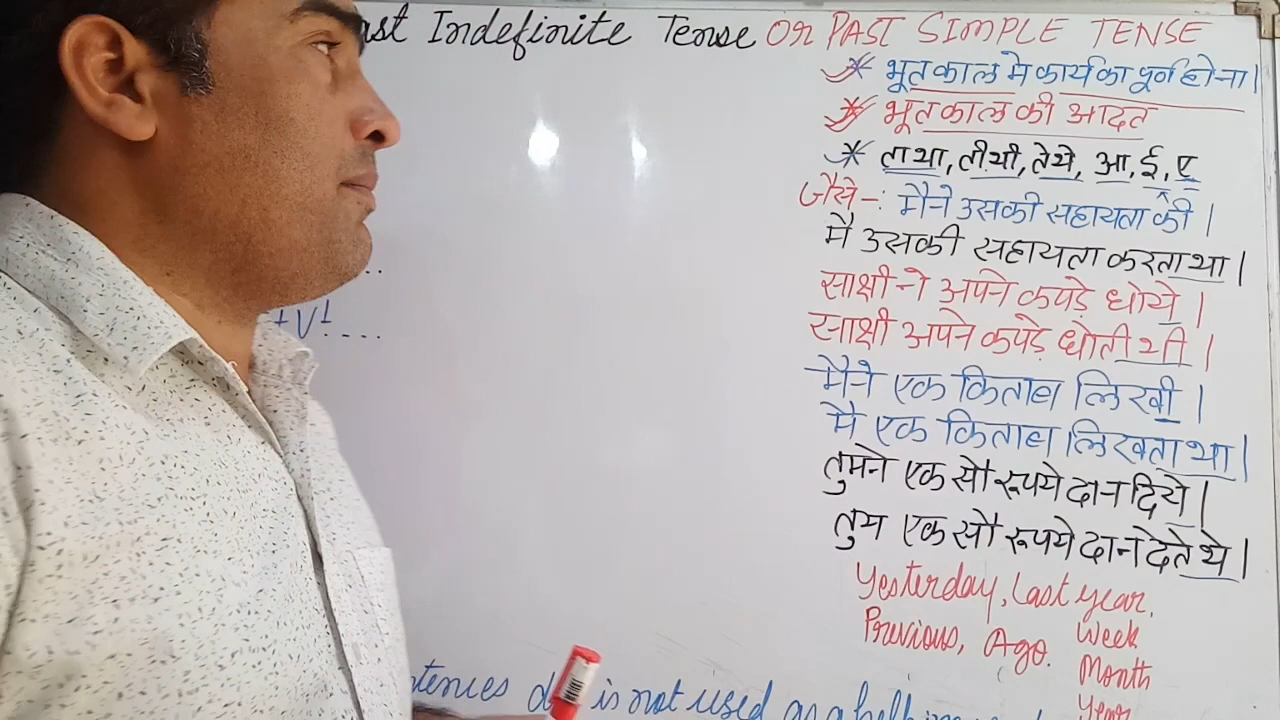 ast Indefinite Tense OR PAST SIMPLE TENSE
* भूतकाल मे कार्य का पूर्न होना।
* भूतकाल की आदत
* ता था, ती थी, ते थे, आ, ई, ए
जैसे-: मैने उसकी सहायता की।
मै उसकी सहायता करता था।
साक्षी ने अपने कपड़े धोये।
साक्षी अपने कपड़े धोती थी।
मैने एक किताब लिखी।
मै एक किताब लिखता था।
तुमने एक सौ रूपये दान दिये।
तुम एक सौ रूपये दान देते थे।
+V1....
Yesterday, Last year.
Previous, Ago. Week
Month
Year
tences d is not used as a